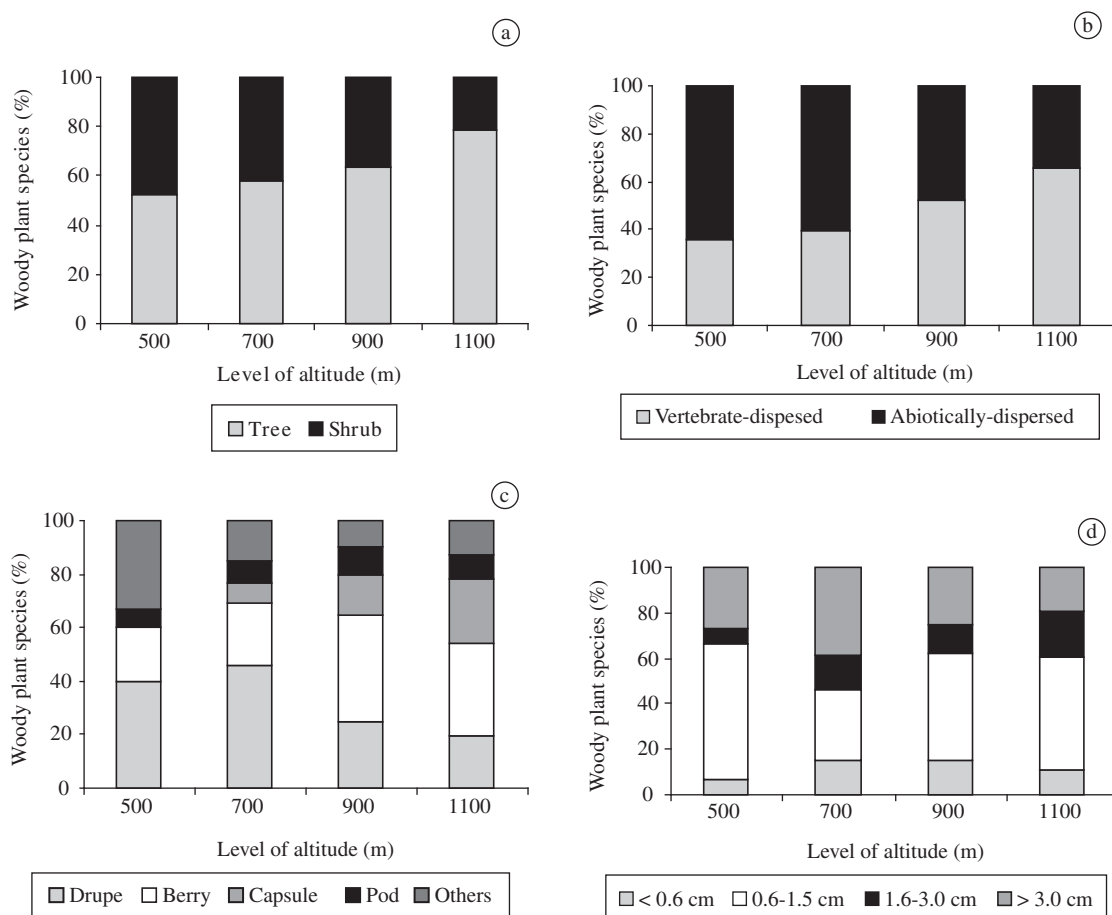 a
Woody plant species (%)
100
80
60
40
20
0
500 700 900 1100
Level of altitude (m)
Tree Shrub
b
Woody plant species (%)
100
80
60
40
20
0
500 700 900 1100
Level of altitude (m)
Vertebrate-dispesed Abiotically-dispersed
c
Woody plant species (%)
100
80
60
40
20
0
500 700 900 1100
Level of altitude (m)
Drupe Berry Capsule Pod Others
d
Woody plant species (%)
100
80
60
40
20
0
500 700 900 1100
Level of altitude (m)
< 0.6 cm 0.6-1.5 cm 1.6-3.0 cm > 3.0 cm